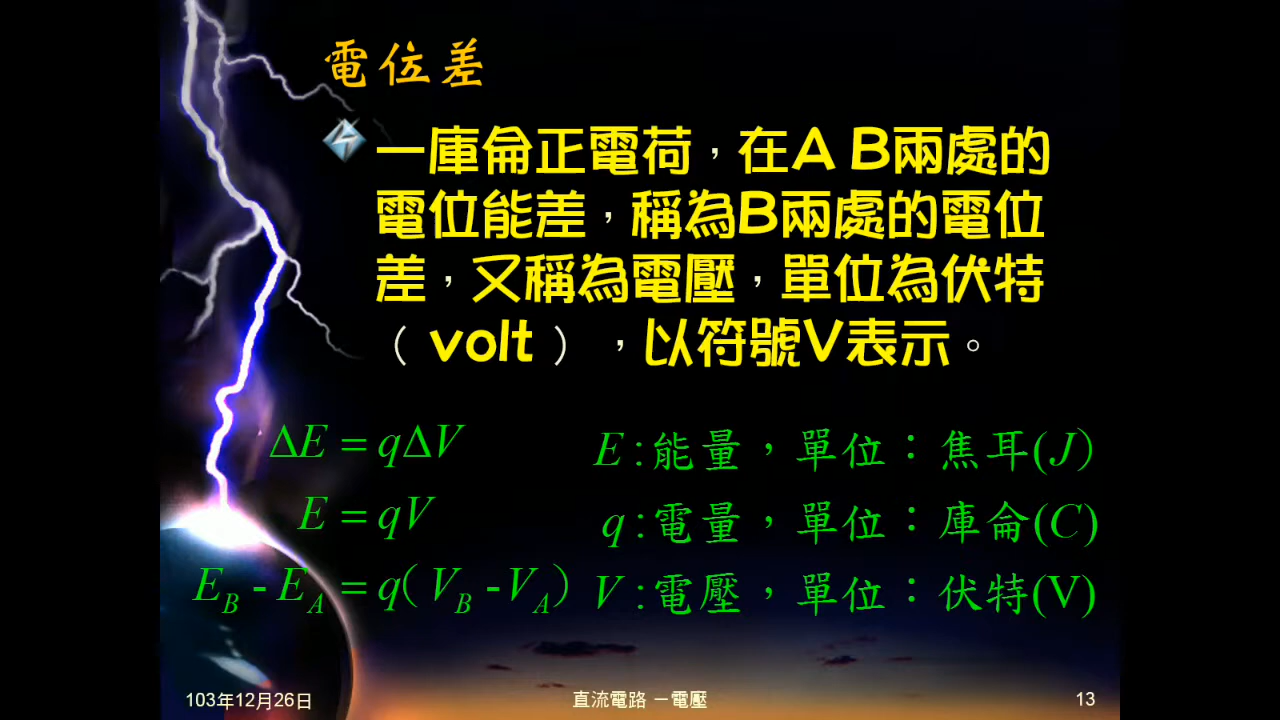 電位差
一庫侖正電荷，在A B兩處的
電位能差，稱為B兩處的電位
差，又稱為電壓，單位為伏特
（volt），以符號V表示。
ΔE = qΔV
E = qV
E_B - E_A = q( V_B - V_A )
E :能量，單位：焦耳(J)
q :電量，單位：庫侖(C)
V :電壓，單位：伏特(V)
103年12月26日
直流電路 －電壓
13